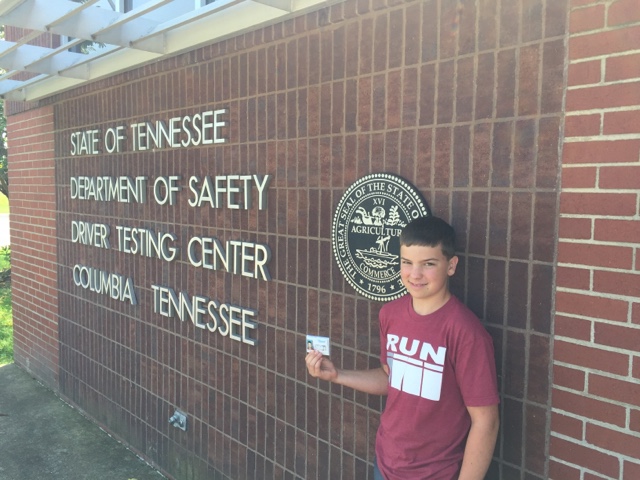 STATE OF TENNESSEE
DEPARTMENT OF SAFETY
DRIVER TESTING CENTER
COLUMBIA, TENNESSEE
THE GREAT SEAL OF THE STATE OF
XVI
AGRICULTURE
COMMERCE
1796
RUN